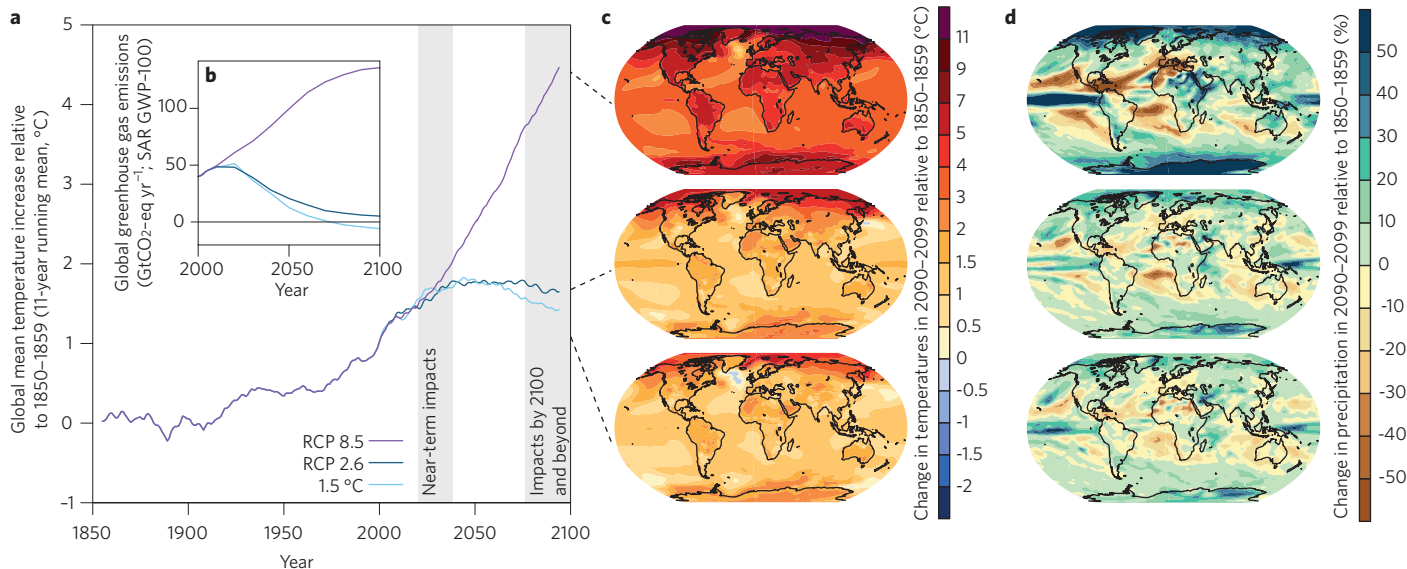 a
Global mean temperature increase relative
to 1850–1859 (11-year running mean, °C)
5
4
3
2
1
0
–1
1850
1900
1950
2000
2050
2100
Year
RCP 8.5
RCP 2.6
1.5 °C
Near-term impacts
Impacts by 2100
and beyond
b
Global greenhouse gas emissions
(GtCO2-eq yr–1; SAR GWP-100)
100
50
0
2000
2050
2100
Year
c
Change in temperatures in 2090–2099 relative to 1850–1859 (°C)
11
9
7
5
4
3
2
1.5
1
0.5
0
-0.5
-1
-1.5
-2
d
Change in precipitation in 2090–2099 relative to 1850–1859 (%)
50
40
30
20
10
0
-10
-20
-30
-40
-50